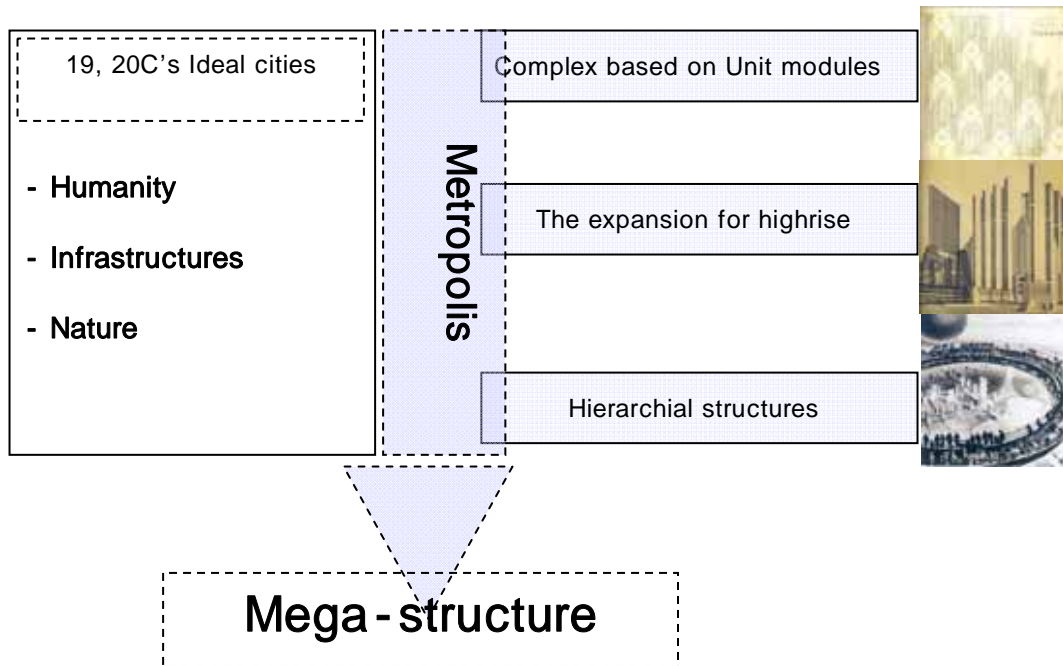 19, 20C's Ideal cities
- Humanity
- Infrastructures
- Nature
Metropolis
Complex based on Unit modules
The expansion for highrise
Hierarchial structures
Mega-structure